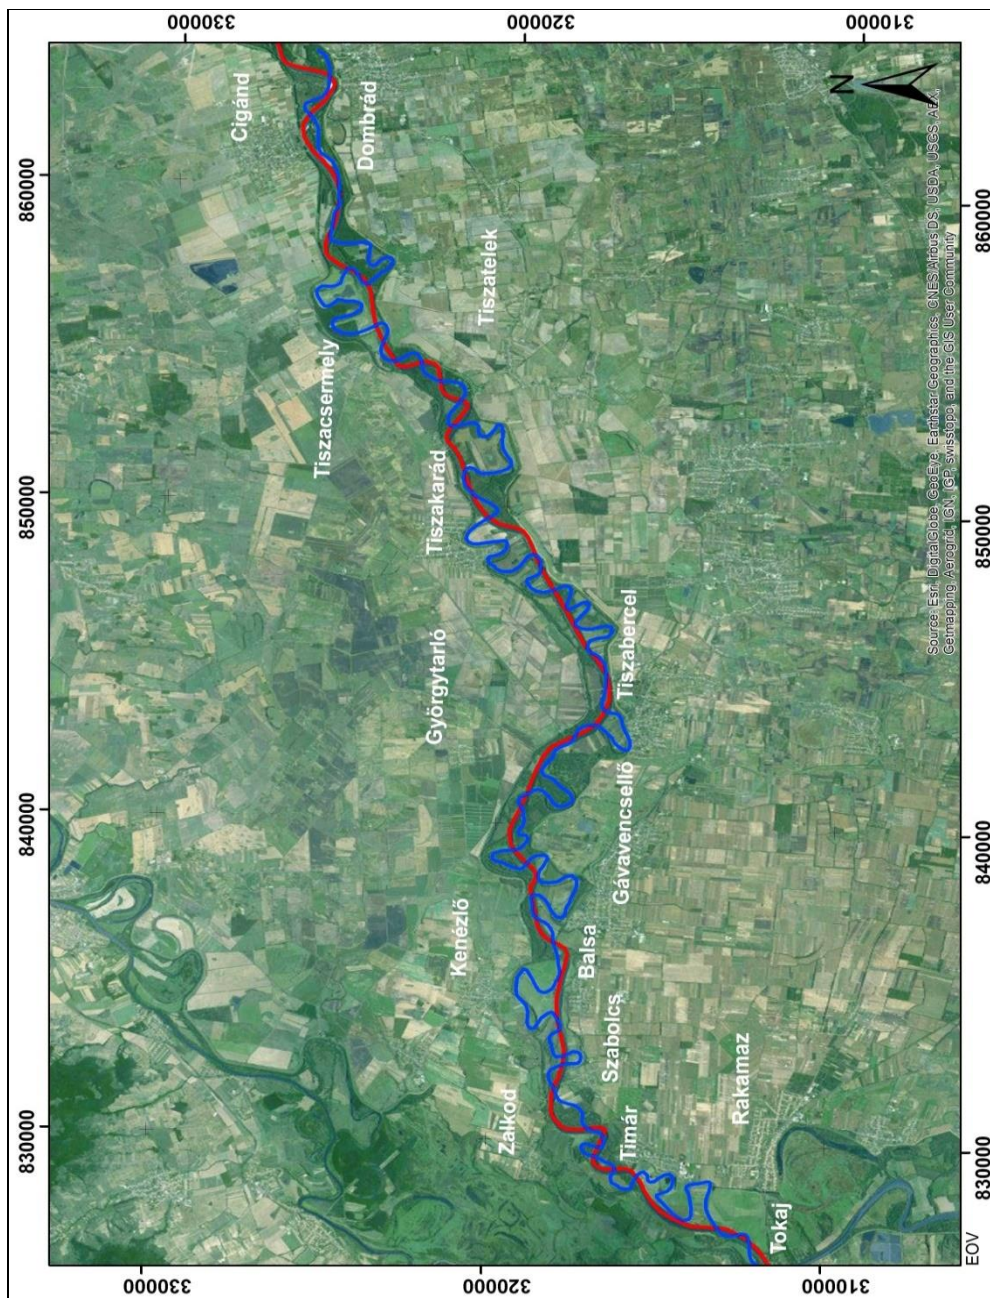 330000
320000
310000
860000
850000
840000
830000
Cigánd
Dombrád
Tiszatelek
Tiszacsermely
Tiszakarád
Györgytarló
Tiszabercel
Gávavencsellő
Kenézlő
Balsa
Szabolcs
Zalkod
Timár
Rakamaz
Tokaj
N
860000
850000
840000
830000
330000
320000
310000
EOV
Source: Esri, DigitalGlobe, GeoEye, Earthstar Geographics, CNES/Airbus DS, USDA, USGS, AEX,
Getmapping, Aerogrid, IGN, IGP, swisstopo, and the GIS User Community